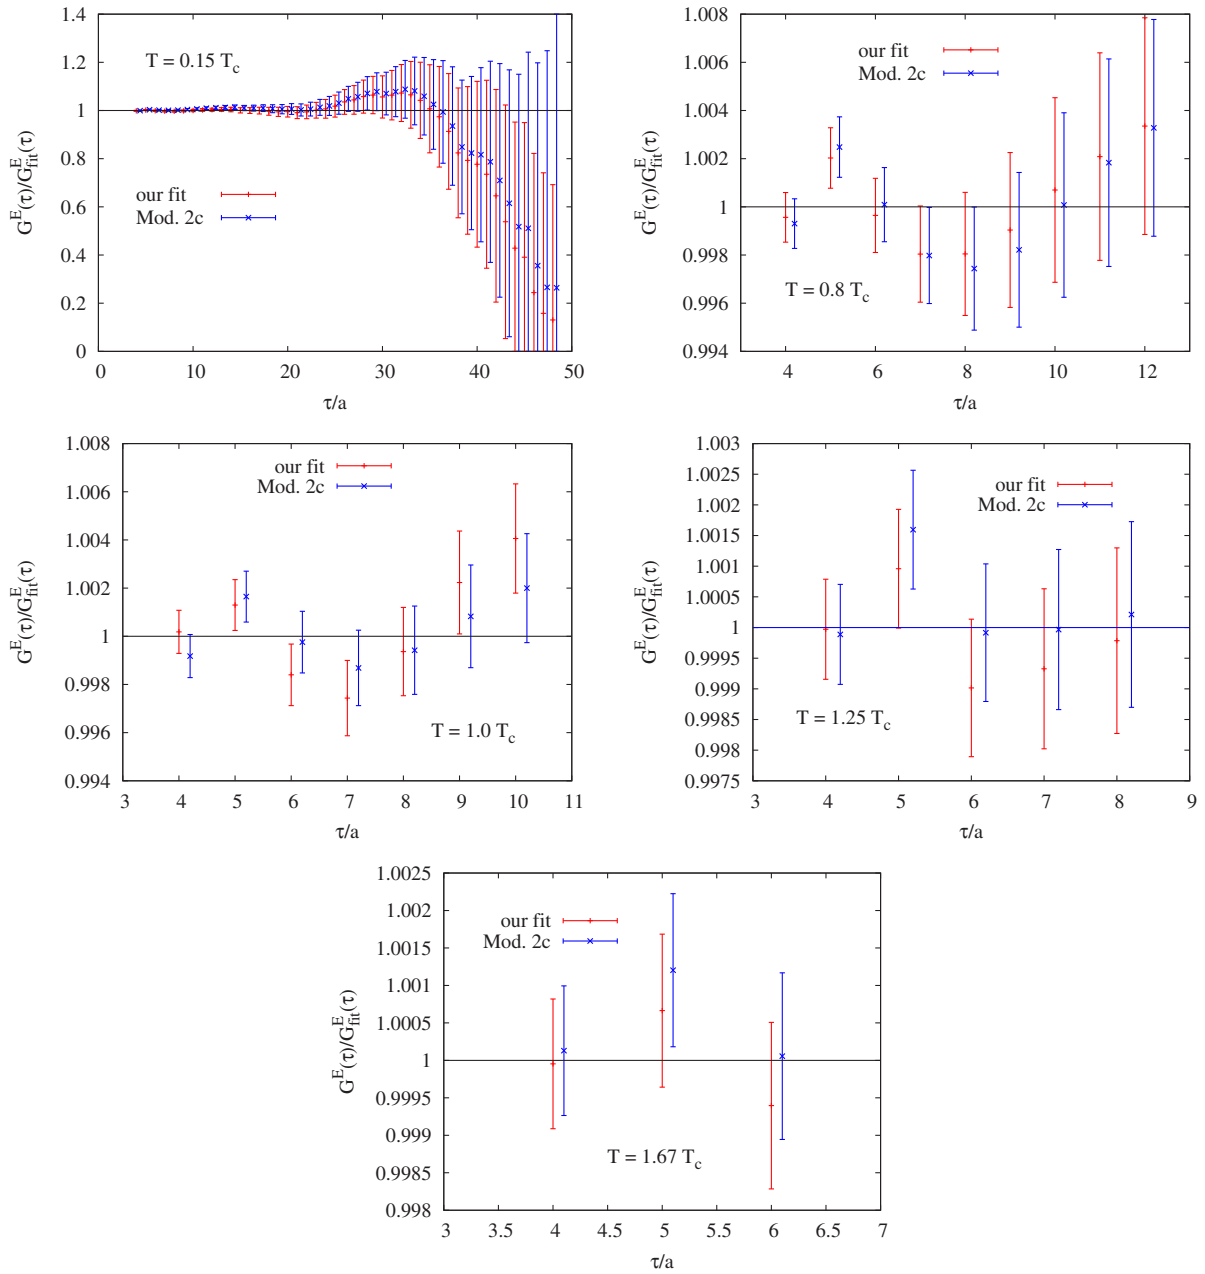 1.4
1.2
1
0.8
0.6
0.4
0.2
0
0 10 20 30 40 50
T = 0.15 T_c
our fit
Mod. 2c
G^E(τ)/G^E_fit(τ)
τ/a
1.008
1.006
1.004
1.002
1
0.998
0.996
0.994
4 6 8 10 12
our fit
Mod. 2c
T = 0.8 T_c
G^E(τ)/G^E_fit(τ)
τ/a
1.008
1.006
1.004
1.002
1
0.998
0.996
0.994
3 4 5 6 7 8 9 10 11
our fit
Mod. 2c
T = 1.0 T_c
G^E(τ)/G^E_fit(τ)
τ/a
1.003
1.0025
1.002
1.0015
1.001
1.0005
1
0.9995
0.999
0.9985
0.998
0.9975
3 4 5 6 7 8 9
our fit
Mod. 2c
T = 1.25 T_c
G^E(τ)/G^E_fit(τ)
τ/a
1.0025
1.002
1.0015
1.001
1.0005
1
0.9995
0.999
0.9985
0.998
3 3.5 4 4.5 5 5.5 6 6.5 7
our fit
Mod. 2c
T = 1.67 T_c
G^E(τ)/G^E_fit(τ)
τ/a